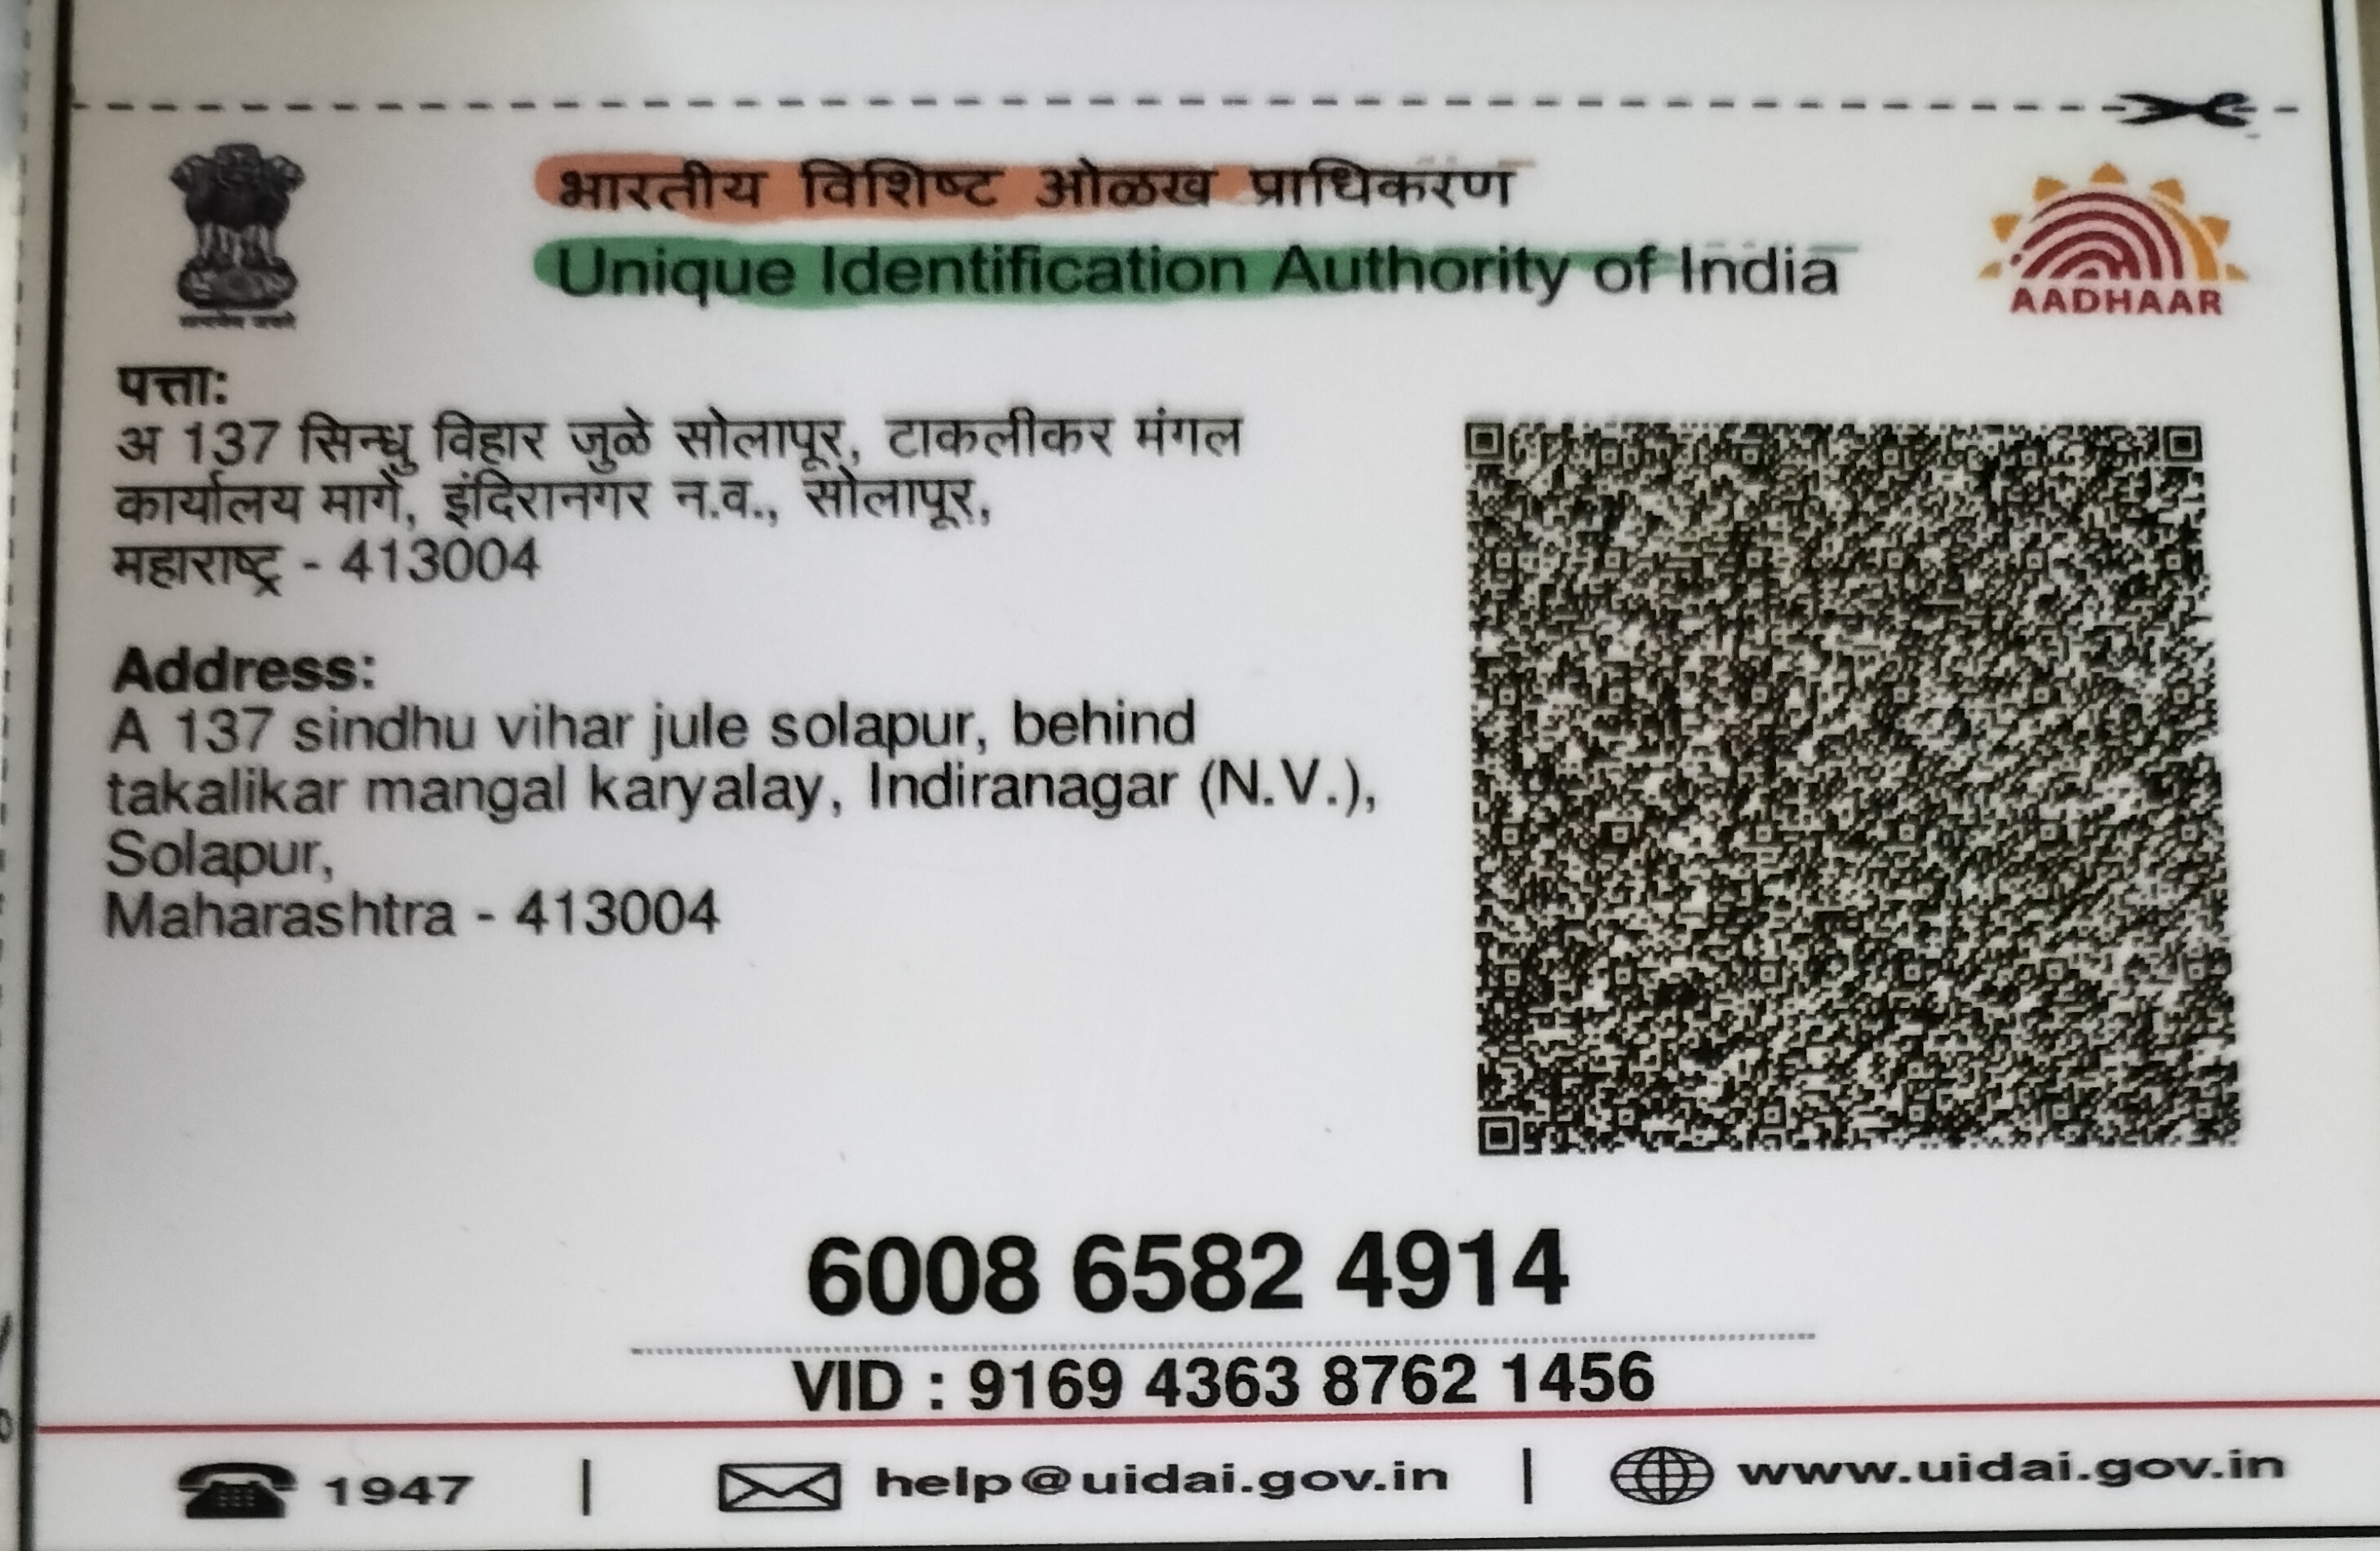 भारतीय विशिष्ट ओळख प्राधिकरण
Unique Identification Authority of India
AADHAAR
पत्ता:
अ 137 सिन्धु विहार जुळे सोलापूर, टाकलीकर मंगल
कार्यालय मागे, इंदिरानगर न.व., सोलापूर,
महाराष्ट्र - 413004
Address:
A 137 sindhu vihar jule solapur, behind
takalikar mangal karyalay, Indiranagar (N.V.),
Solapur,
Maharashtra - 413004
6008 6582 4914
VID : 9169 4363 8762 1456
1947 | help@uidai.gov.in | www.uidai.gov.in